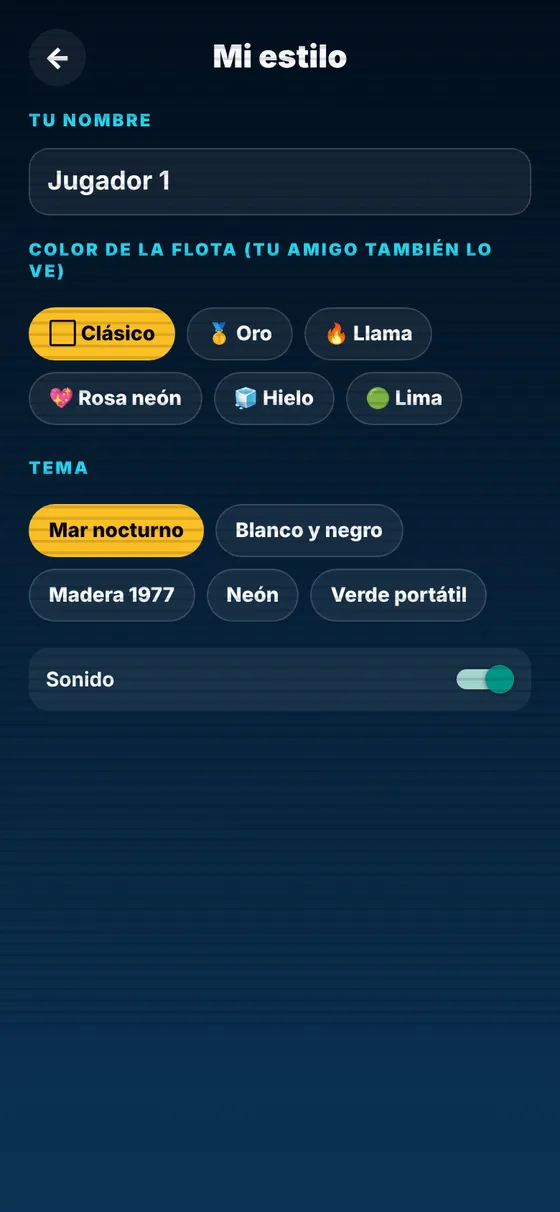 Mi estilo
TU NOMBRE
Jugador 1
COLOR DE LA FLOTA (TU AMIGO TAMBIÉN LO
VE)
Clásico
Oro
Llama
Rosa neón
Hielo
Lima
TEMA
Mar nocturno
Blanco y negro
Madera 1977
Neón
Verde portátil
Sonido